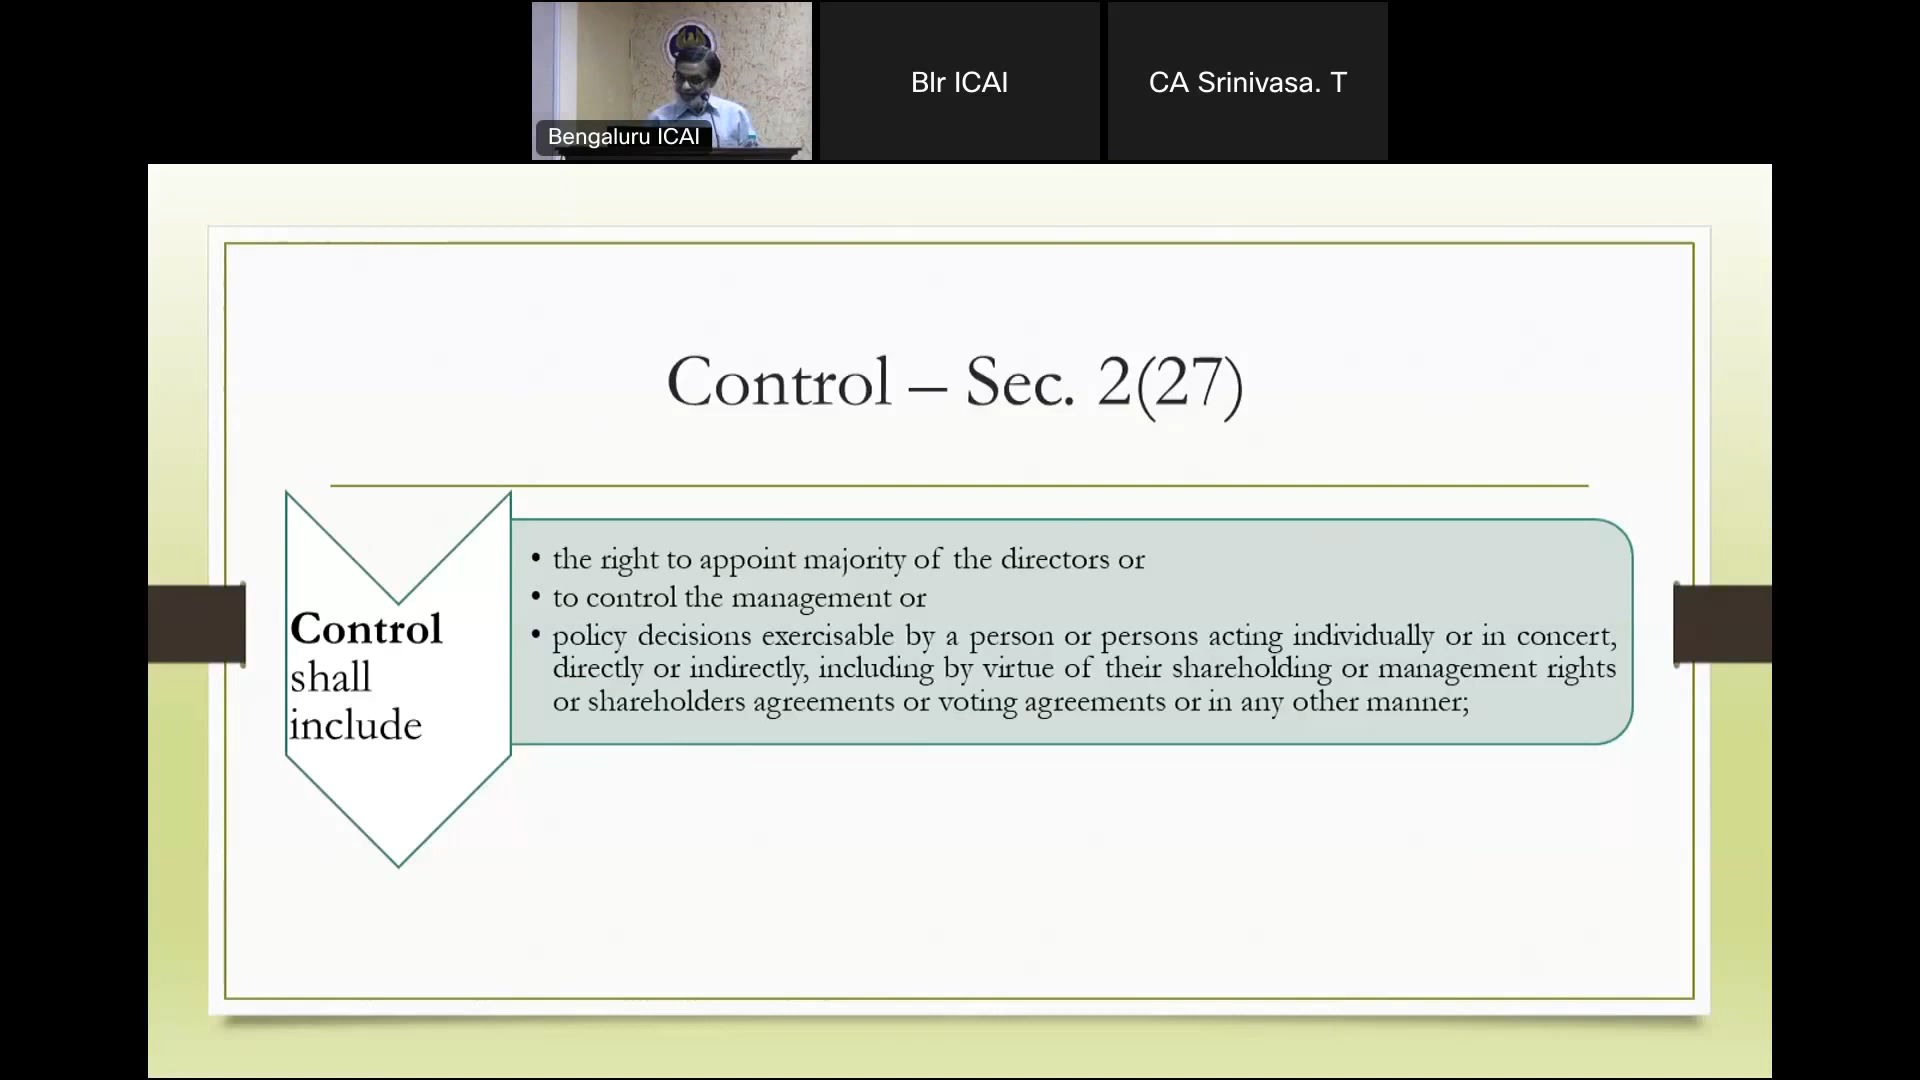 Bengaluru ICAI
Blr ICAI
CA Srinivasa. T
Control – Sec. 2(27)
Control
shall
include
• the right to appoint majority of the directors or
• to control the management or
• policy decisions exercisable by a person or persons acting individually or in concert,
directly or indirectly, including by virtue of their shareholding or management rights
or shareholders agreements or voting agreements or in any other manner;